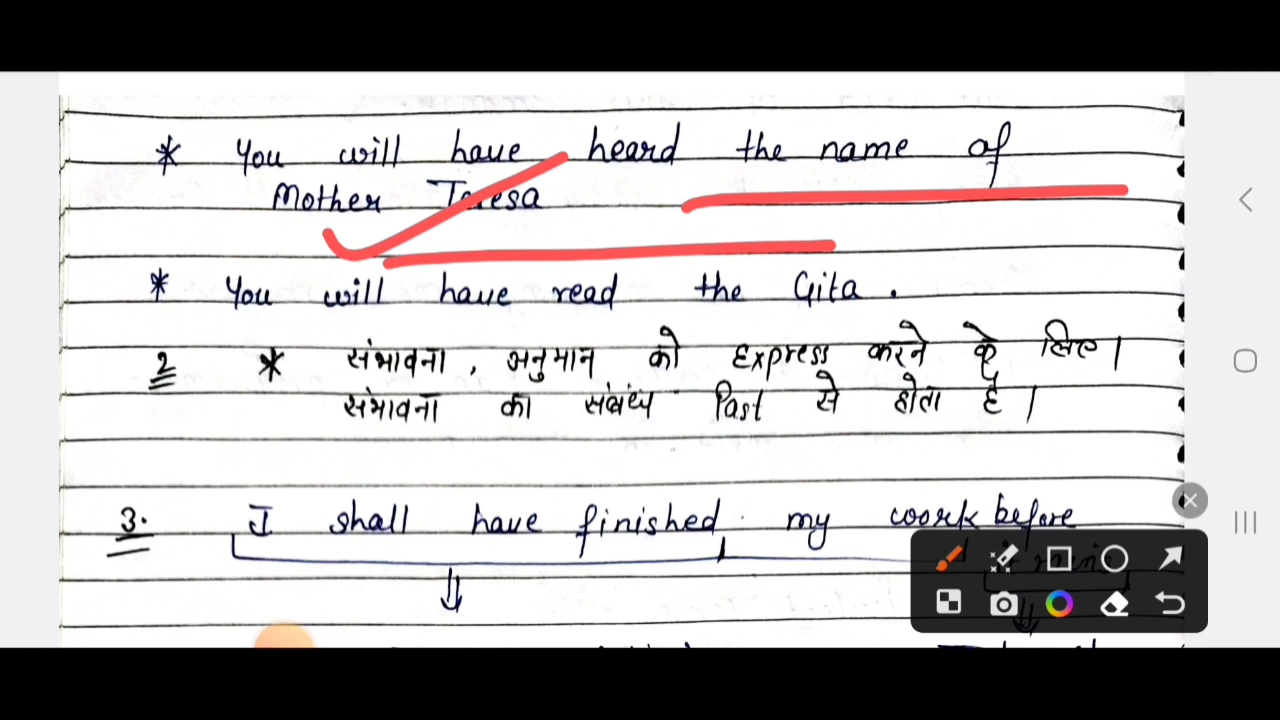 * You will have heard the name of
Mother Teresa
* You will have read the Gita .
2 * संभावना , अनुमान को Express करने के लिए ।
संभावना का संबंध Past से होता है ।
3. I shall have finished my work before